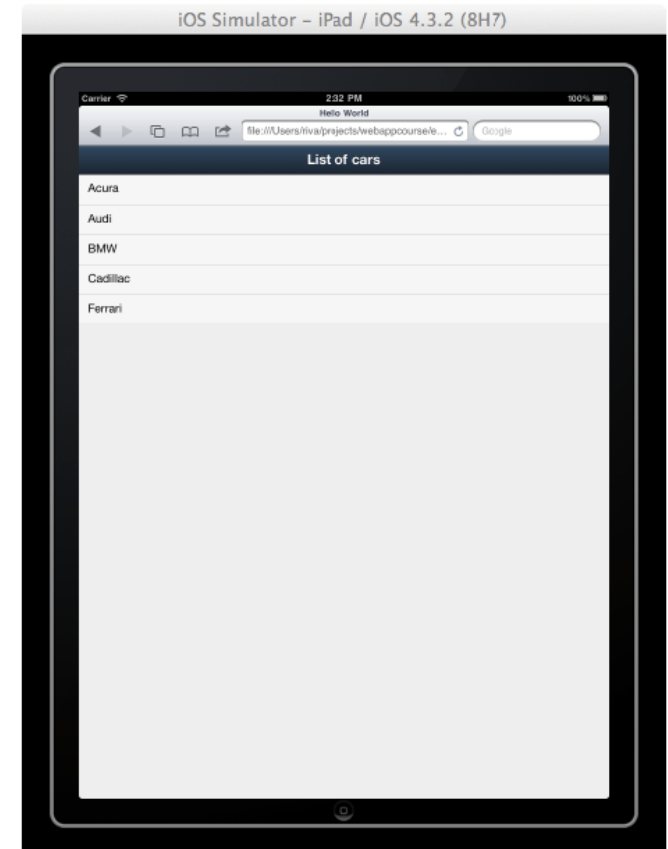 iOS Simulator – iPad / iOS 4.3.2 (8H7)
Carrier 2:32 PM 100%
Hello World
file:///Users/riva/projects/webappcourse/e... Google
List of cars
Acura
Audi
BMW
Cadillac
Ferrari